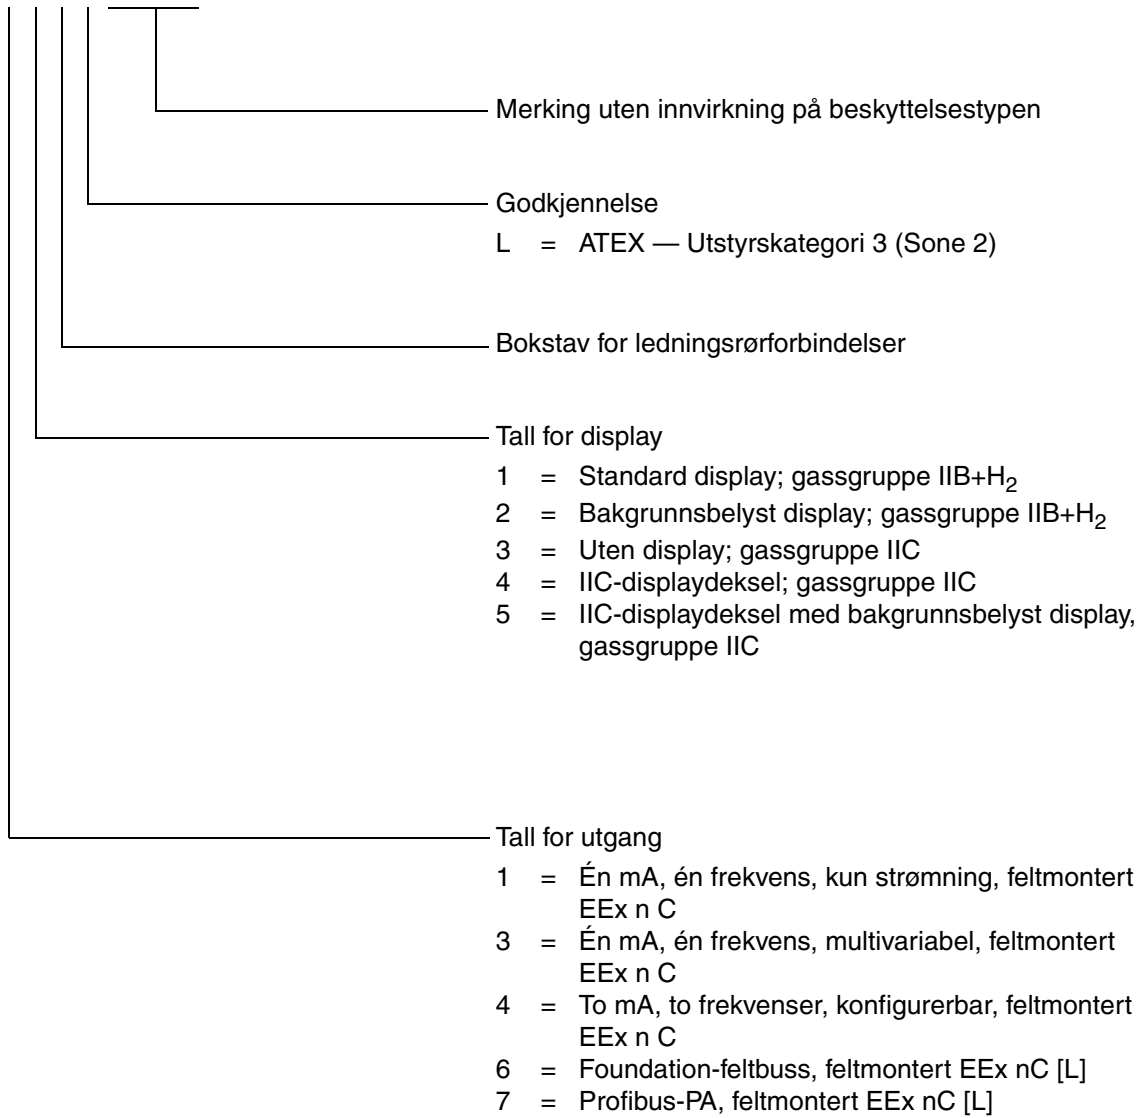 Merking uten innvirkning på beskyttelsestypen
Godkjennelse
L = ATEX — Utstyrskategori 3 (Sone 2)
Bokstav for ledningsrørforbindelser
Tall for display
1 = Standard display; gassgruppe IIB+H2
2 = Bakgrunnsbelyst display; gassgruppe IIB+H2
3 = Uten display; gassgruppe IIC
4 = IIC-displaydeksel; gassgruppe IIC
5 = IIC-displaydeksel med bakgrunnsbelyst display,
gassgruppe IIC
Tall for utgang
1 = Én mA, én frekvens, kun strømning, feltmontert
EEx n C
3 = Én mA, én frekvens, multivariabel, feltmontert
EEx n C
4 = To mA, to frekvenser, konfigurerbar, feltmontert
EEx n C
6 = Foundation-feltbuss, feltmontert EEx nC [L]
7 = Profibus-PA, feltmontert EEx nC [L]